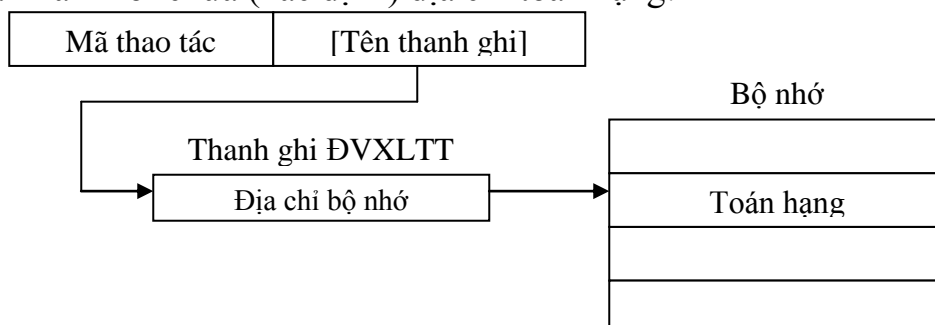 Mã thao tác [Tên thanh ghi]
Bộ nhớ
Thanh ghi ĐVXLTT
Địa chỉ bộ nhớ Toán hạng